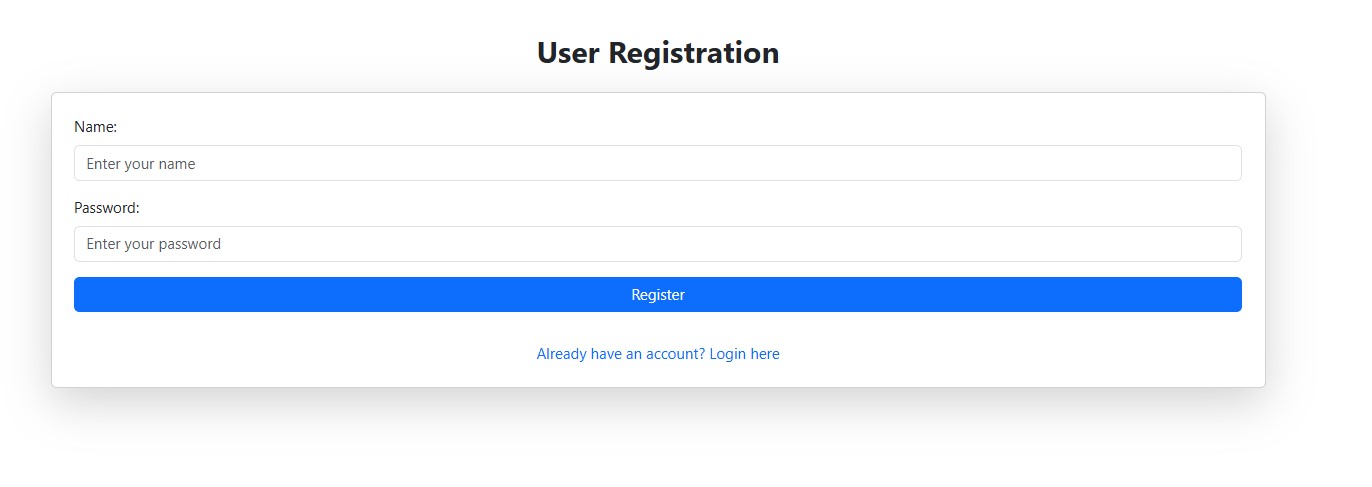 User Registration
Name:
Enter your name
Password:
Enter your password
Register
Already have an account? Login here